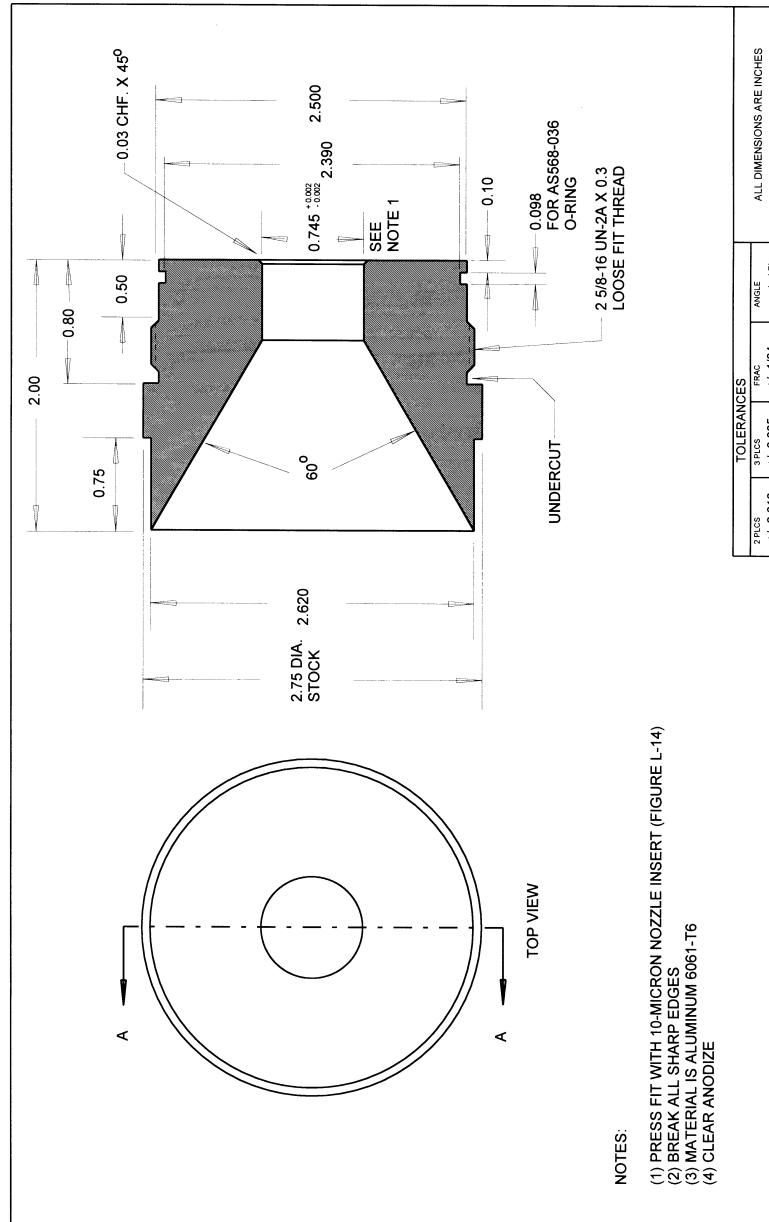 2.00
0.80
0.50
0.75
0.03 CHF. X 45°
60°
2.75 DIA.
STOCK
2.620
0.745 +0.002
-0.002
SEE
NOTE 1
2.390
2.500
0.10
0.098
FOR AS568-036
O-RING
2 5/8-16 UN-2A X 0.3
LOOSE FIT THREAD
UNDERCUT
A
A
TOP VIEW
NOTES:
(1) PRESS FIT WITH 10-MICRON NOZZLE INSERT (FIGURE L-14)
(2) BREAK ALL SHARP EDGES
(3) MATERIAL IS ALUMINUM 6061-T6
(4) CLEAR ANODIZE
TOLERANCES
2 PLCS
3 PLCS
FRAC
ANGLE
ALL DIMENSIONS ARE INCHES